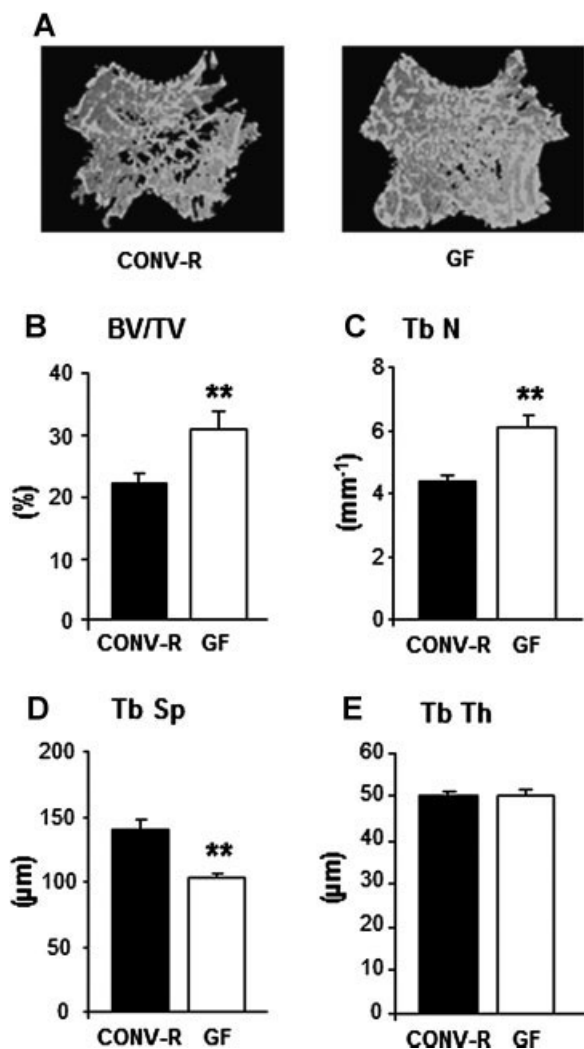 A
CONV-R GF
B BV/TV
40
30
20
10
0
(%)
**
CONV-R GF
C Tb N
8
6
4
2
0
(mm-1)
**
CONV-R GF
D Tb Sp
200
150
100
50
0
(µm)
**
CONV-R GF
E Tb Th
60
50
40
30
20
10
0
(µm)
CONV-R GF